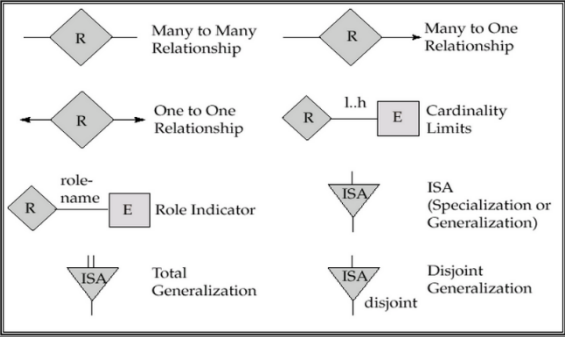 R
Many to Many
Relationship
R
Many to One
Relationship
R
One to One
Relationship
R
l..h
E
Cardinality
Limits
R
role-
name
E
Role Indicator
ISA
ISA
(Specialization or
Generalization)
ISA
Total
Generalization
ISA
disjoint
Disjoint
Generalization